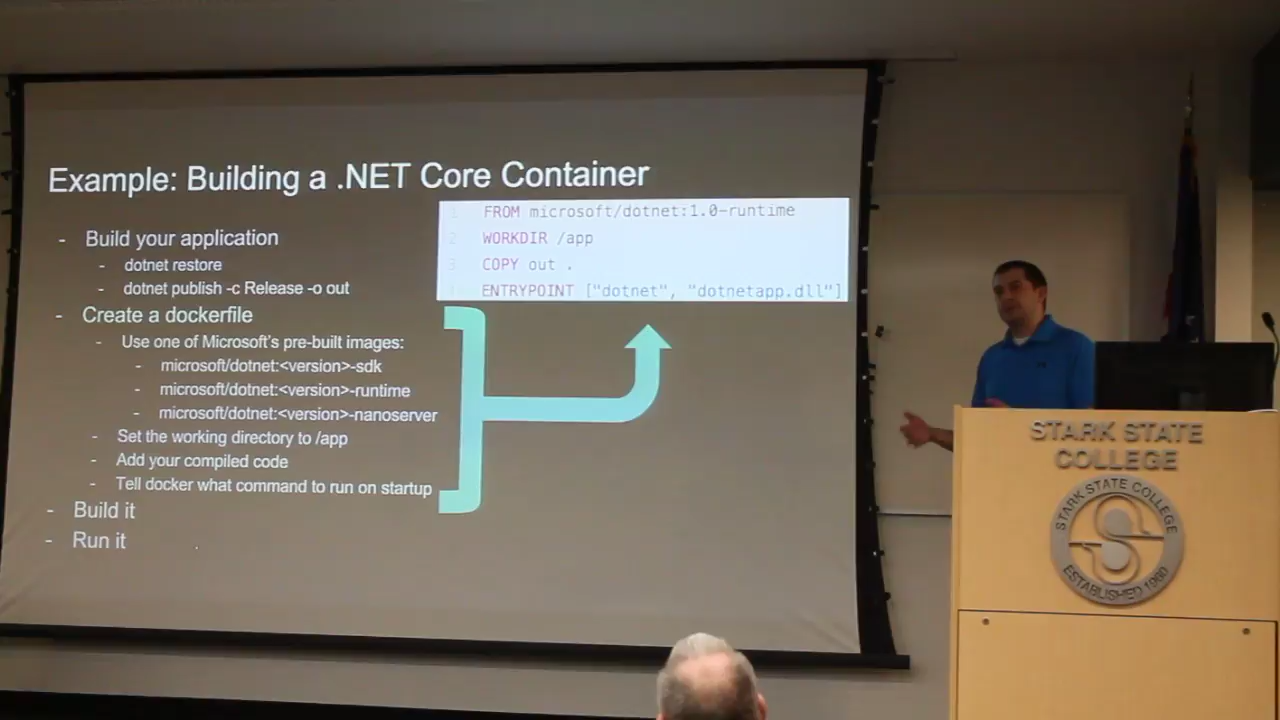 Example: Building a .NET Core Container
- Build your application
- dotnet restore
- dotnet publish -c Release -o out
- Create a dockerfile
- Use one of Microsoft's pre-built images:
- microsoft/dotnet:<version>-sdk
- microsoft/dotnet:<version>-runtime
- microsoft/dotnet:<version>-nanoserver
- Set the working directory to /app
- Add your compiled code
- Tell docker what command to run on startup
- Build it
- Run it
1 FROM microsoft/dotnet:1.0-runtime
2 WORKDIR /app
3 COPY out .
4 ENTRYPOINT ["dotnet", "dotnetapp.dll"]
STARK STATE
COLLEGE
STARK STATE COLLEGE
ESTABLISHED 1960